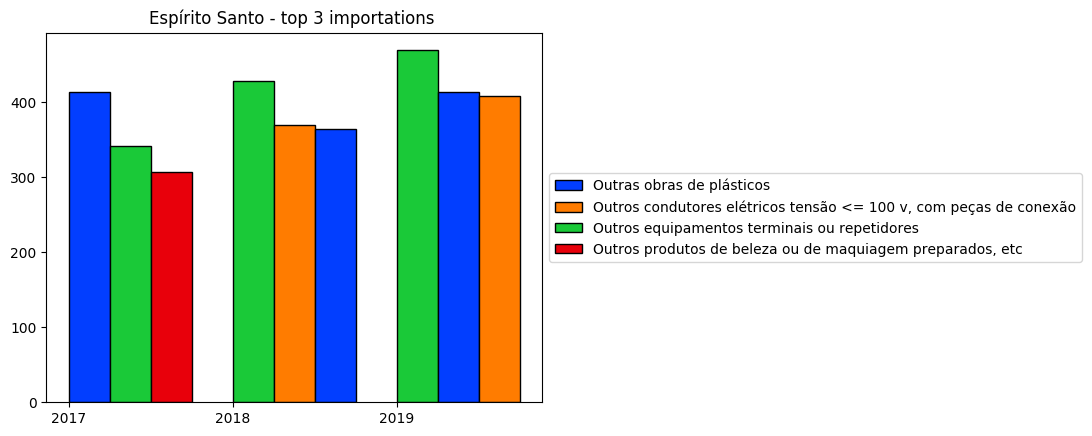 Espírito Santo - top 3 importations
400
300
200
100
0
2017
2018
2019
Outras obras de plásticos
Outros condutores elétricos tensão <= 100 v, com peças de conexão
Outros equipamentos terminais ou repetidores
Outros produtos de beleza ou de maquiagem preparados, etc